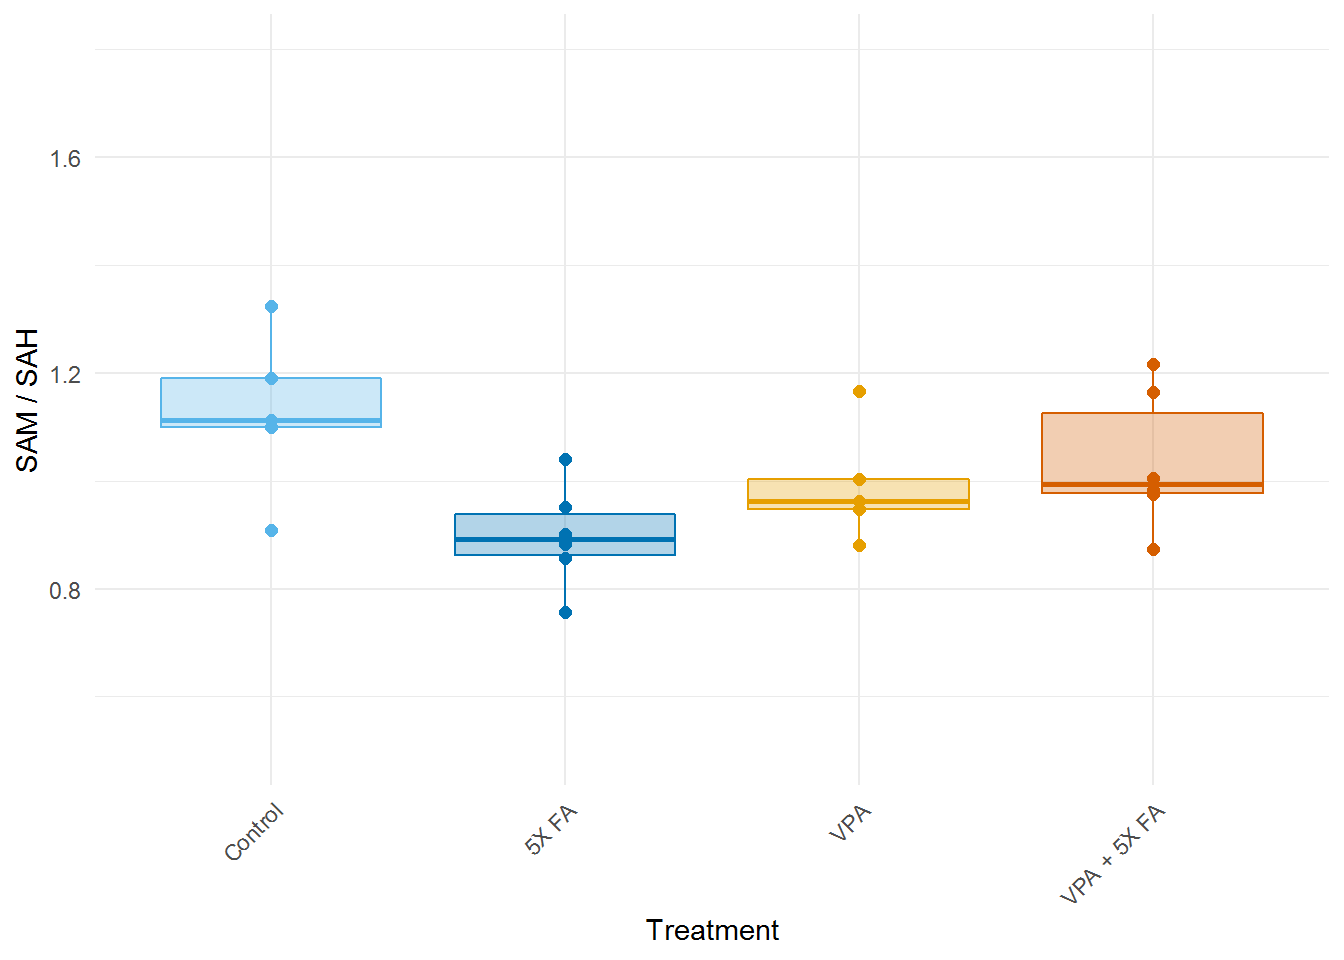 SAM / SAH
1.6
1.2
0.8
Control
5X FA
VPA
VPA + 5X FA
Treatment